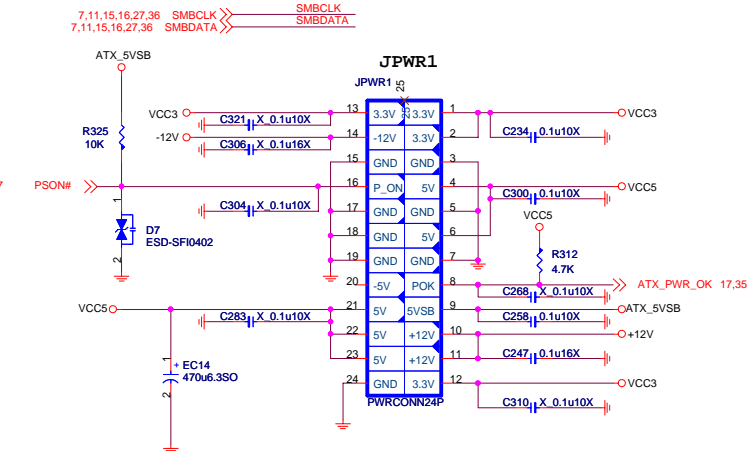 7,11,15,16,27,36 SMBCLK SMBCLK
7,11,15,16,27,36 SMBDATA SMBDATA
ATX_5VSB
JPWR1
JPWR1 25
25
VCC3 C321 X_0.1u10X 13 3.3V 3.3V 1 VCC3
R325
10K
-12V C306 X_0.1u16X 14 -12V 3.3V 2 C234 0.1u10X
15 GND GND 3
7 PSON# 16 P_ON 5V 4 VCC5
1 C304 X_0.1u10X 17 GND GND 5 C300 0.1u10X
VCC5
D7
ESD-SFI0402
2
18 GND 5V 6
R312
4.7K
19 GND GND 7
20 -5V POK 8 ATX_PWR_OK 17,35
C268 X_0.1u10X
VCC5 21 5V 5VSB 9 ATX_5VSB
C283 X_0.1u10X C258 0.1u10X
22 5V +12V 10 +12V
23 5V +12V 11 C247 0.1u16X
1
+ EC14
470u6.3SO
2
24 GND 3.3V 12 VCC3
PWRCONN24P C310 X_0.1u10X